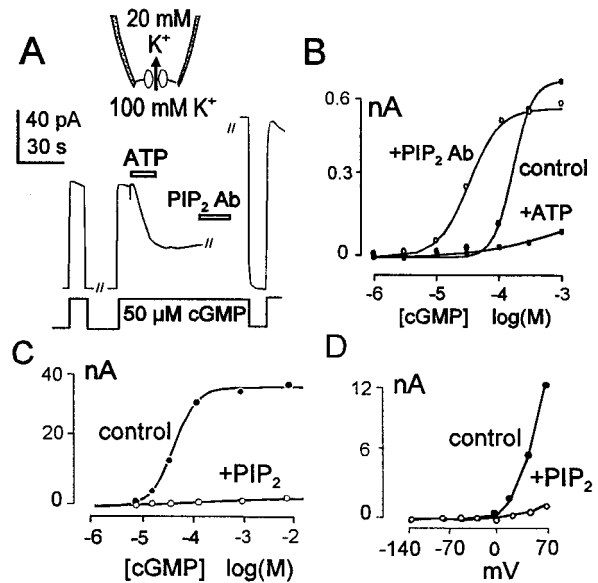 A
20 mM
K⁺
100 mM K⁺
40 pA
30 s
ATP
PIP₂ Ab
//
//
//
50 µM cGMP
B
nA
0.6
0.3
0
+PIP₂ Ab
control
+ATP
-6 -5 -4 -3
[cGMP] log(M)
C
nA
40
20
0
control
+PIP₂
-6 -5 -4 -3 -2
[cGMP] log(M)
D
nA
12
6
0
control
+PIP₂
-140 -70 0 70
mV